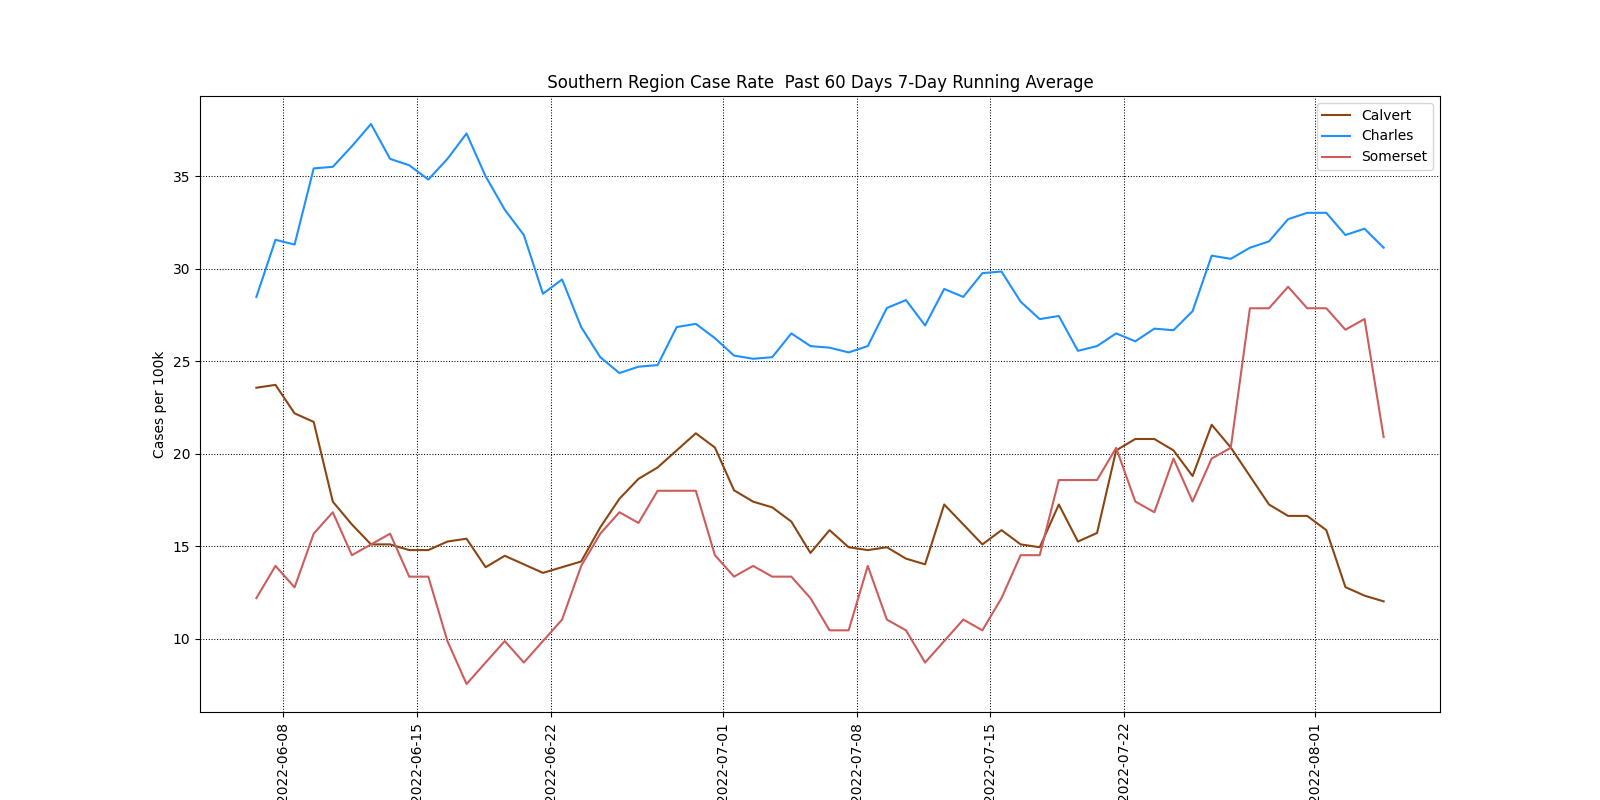 Southern Region Case Rate  Past 60 Days 7-Day Running Average
Calvert
Charles
Somerset
Cases per 100k
35
30
25
20
15
10
2022-06-08
2022-06-15
2022-06-22
2022-07-01
2022-07-08
2022-07-15
2022-07-22
2022-08-01